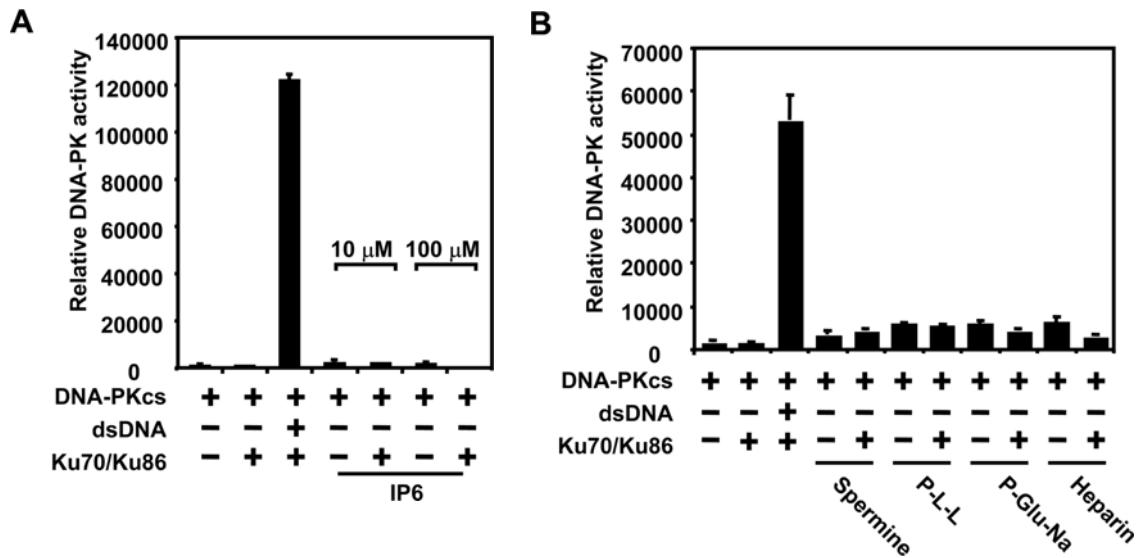 A
Relative DNA-PK activity
140000
120000
100000
80000
60000
40000
20000
0
10 μM 100 μM
DNA-PKcs + + + + + + +
dsDNA − − + − − − −
Ku70/Ku86 − + + − + − +
IP6
B
Relative DNA-PK activity
70000
60000
50000
40000
30000
20000
10000
0
DNA-PKcs + + + + + + + + + + +
dsDNA − − + − − − − − − − −
Ku70/Ku86 − + + − + − + − + − +
Spermine
P-L-L
P-Glu-Na
Heparin